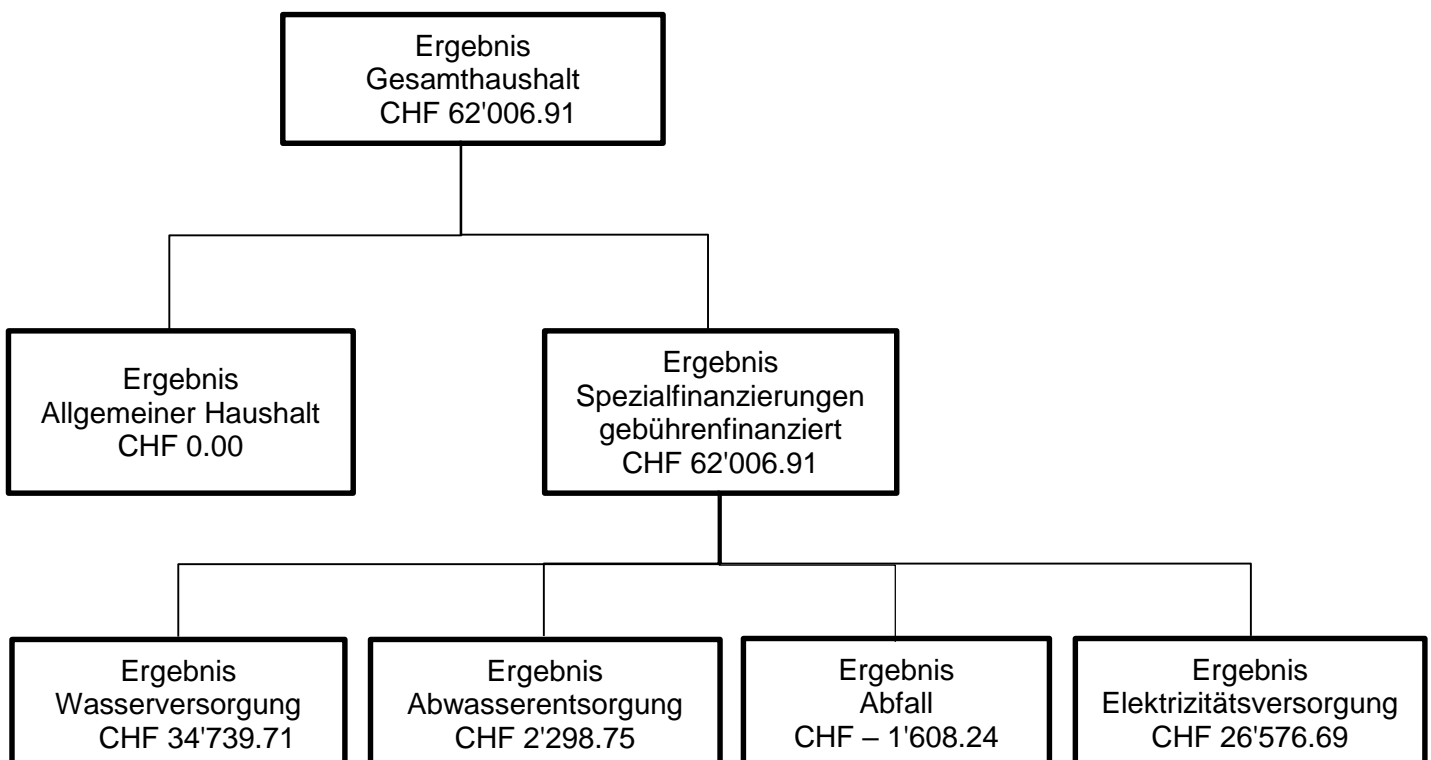 Ergebnis
Gesamthaushalt
CHF 62'006.91
Ergebnis
Allgemeiner Haushalt
CHF 0.00
Ergebnis
Spezialfinanzierungen
gebührenfinanziert
CHF 62'006.91
Ergebnis
Wasserversorgung
CHF 34'739.71
Ergebnis
Abwasserentsorgung
CHF 2'298.75
Ergebnis
Abfall
CHF – 1'608.24
Ergebnis
Elektrizitätsversorgung
CHF 26'576.69